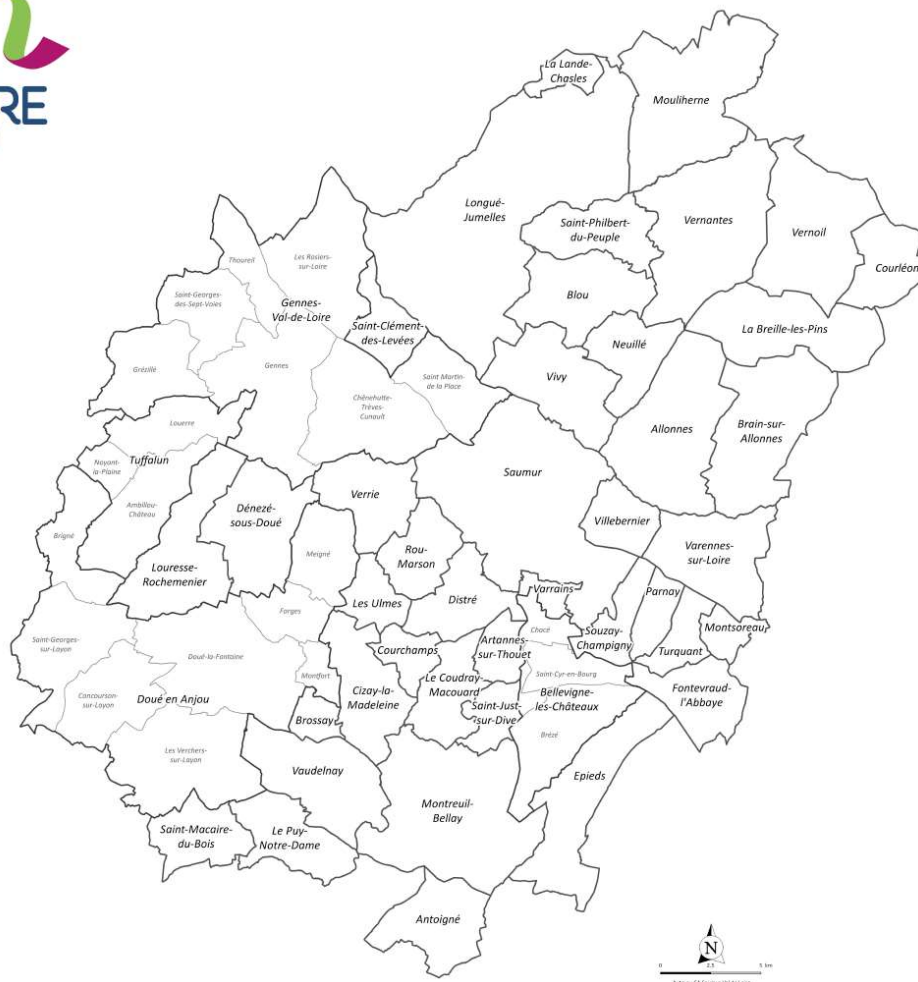 RE
La Lande-
Chasles
Mouliherne
Longué-
Jumelles
Saint-Philbert-
du-Peuple
Vernantes
Vernoil
Courléon
Thoureil
Les Rosiers-
sur-Loire
Saint-Georges-
des-Sept-Voies
Gennes-
Val-de-Loire
Blou
Saint-Clément-
des-Levées
La Breille-les-Pins
Neuillé
Grézillé
Gennes
Vivy
Saint Martin-
de la Place
Chênehutte-
Trèves-
Cunault
Louerre
Allonnes
Brain-sur-
Allonnes
Noyant-
la-Plaine
Tuffalun
Saumur
Verrie
Ambillou-
Château
Dénezé-
sous-Doué
Villebernier
Brigné
Meigné
Rou-
Marson
Varennes-
sur-Loire
Louresse-
Rochemenier
Varrains
Parnay
Les Ulmes
Distré
Forges
Chacé
Souzay-
Champigny
Montsoreau
Saint-Georges-
sur-Layon
Doué-la-Fontaine
Courchamps
Artannes-
sur-Thouet
Turquant
Montfort
Saint-Cyr-en-Bourg
Concourson-
sur-Layon
Doué en Anjou
Cizay-la-
Madeleine
Le Coudray-
Macouard
Bellevigne-
les-Châteaux
Fontevraud-
l'Abbaye
Saint-Just-
sur-Dive
Brossay
Brézé
Les Verchers-
sur-Layon
Vaudelnay
Epieds
Montreuil-
Bellay
Saint-Macaire-
du-Bois
Le Puy-
Notre-Dame
Antoigné
N
0 2,5 5 km